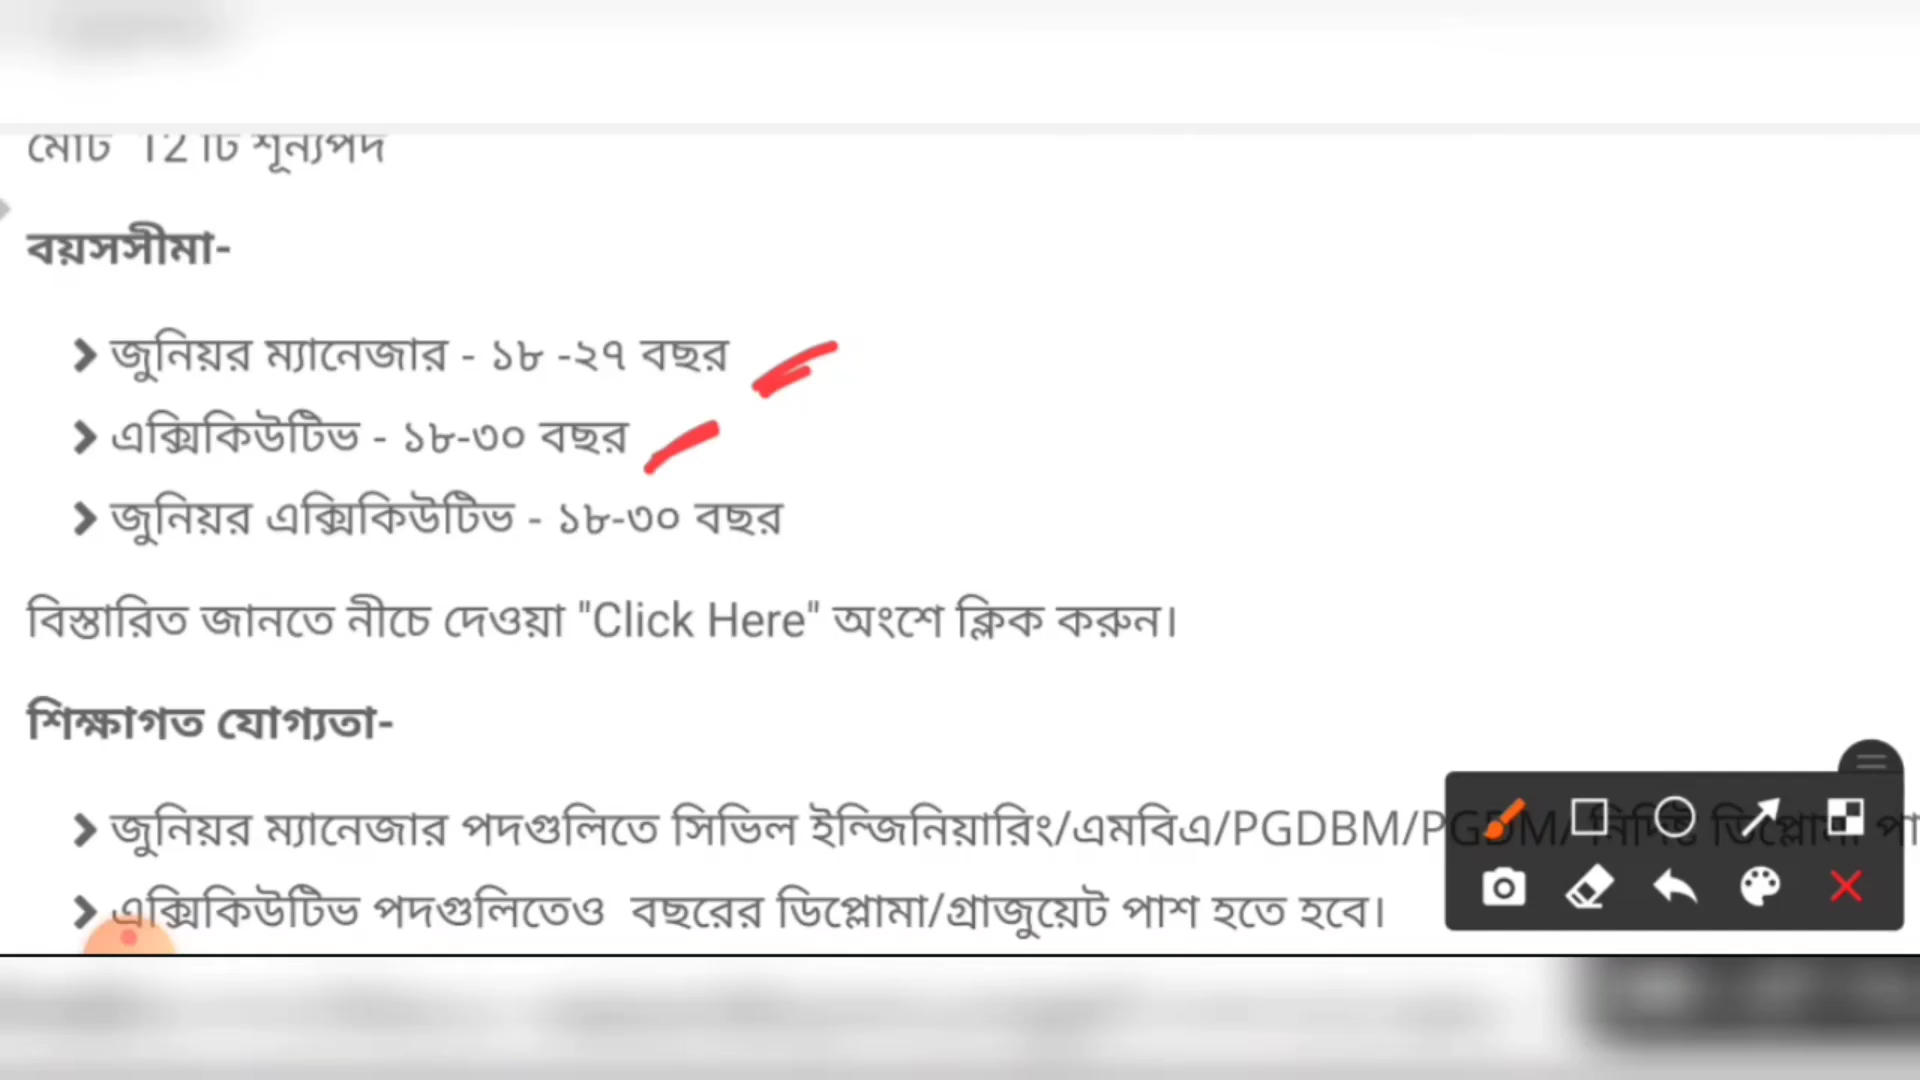 মোট 12 টি শূন্যপদ
বয়সসীমা-
জুনিয়র ম্যানেজার - ১৮ -২৭ বছর
এক্সিকিউটিভ - ১৮-৩০ বছর
জুনিয়র এক্সিকিউটিভ - ১৮-৩০ বছর
বিস্তারিত জানতে নীচে দেওয়া "Click Here" অংশে ক্লিক করুন।
শিক্ষাগত যোগ্যতা-
জুনিয়র ম্যানেজার পদগুলিতে সিভিল ইন্জিনিয়ারিং/এমবিএ/PGDBM/PGDM/ নির্দিষ্ট ডিপ্লোমা পা
এক্সিকিউটিভ পদগুলিতেও বছরের ডিপ্লোমা/গ্রাজুয়েট পাশ হতে হবে।